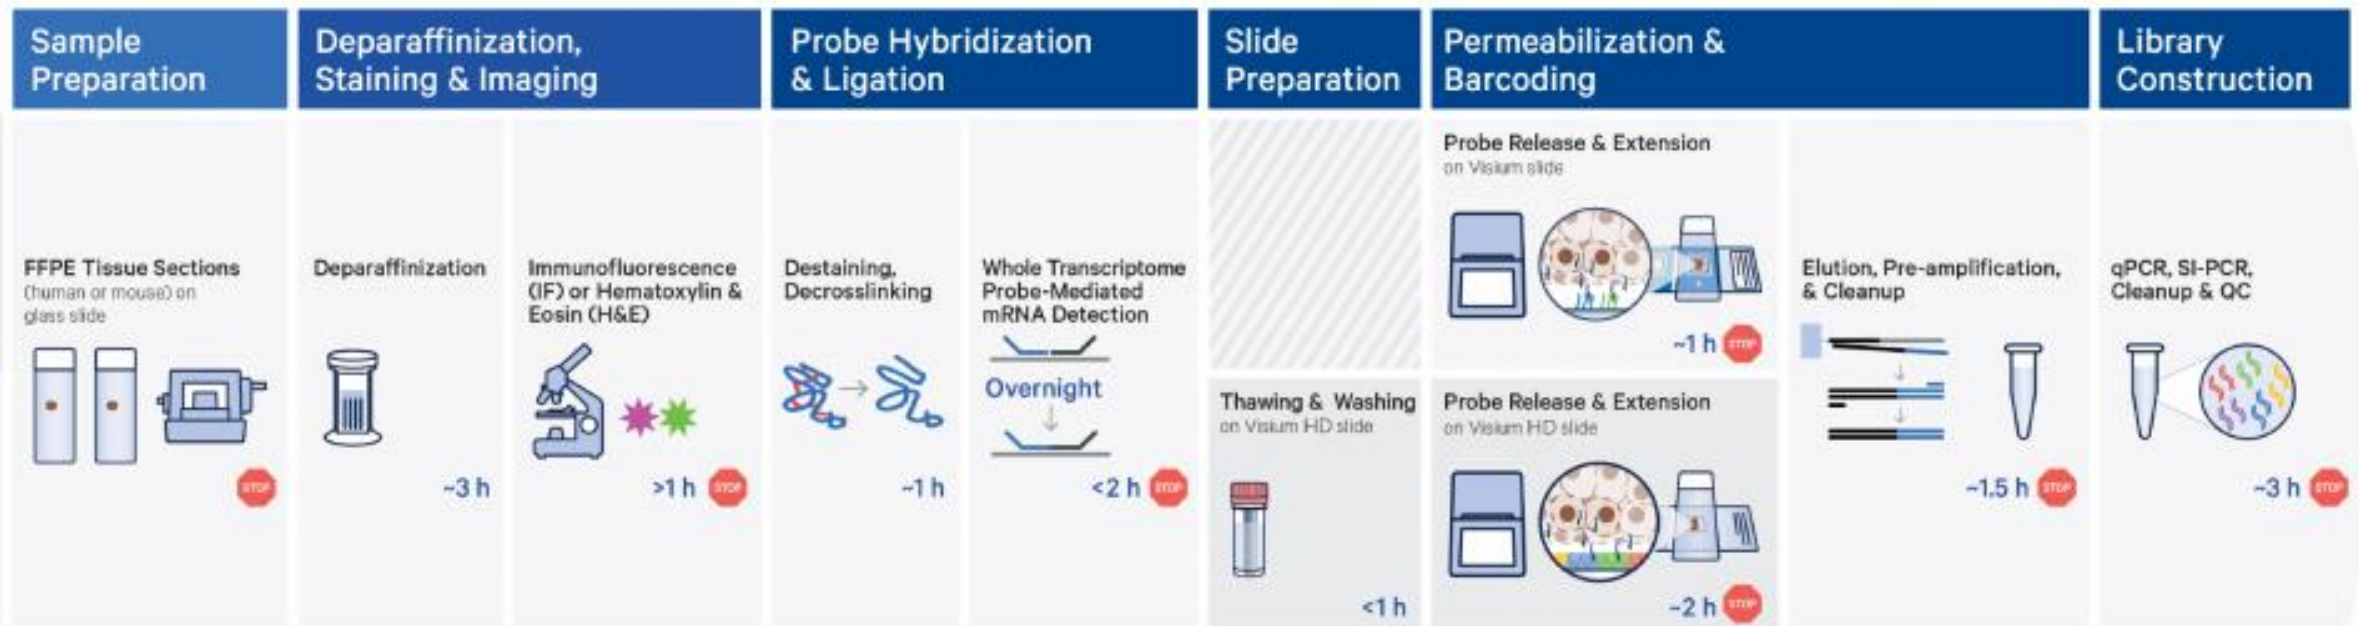 Sample
Preparation
Deparaffinization,
Staining & Imaging
Probe Hybridization
& Ligation
Slide
Preparation
Permeabilization &
Barcoding
Library
Construction
FFPE Tissue Sections
(human or mouse) on
glass slide
STOP
Deparaffinization
~3 h
Immunofluorescence
(IF) or Hematoxylin &
Eosin (H&E)
>1 h STOP
Destaining,
Decrosslinking
~1 h
Whole Transcriptome
Probe-Mediated
mRNA Detection
Overnight
<2 h STOP
Thawing & Washing
on Visium HD slide
<1 h
Probe Release & Extension
on Visium slide
~1 h STOP
Probe Release & Extension
on Visium HD slide
~2 h STOP
Elution, Pre-amplification,
& Cleanup
~1.5 h STOP
qPCR, SI-PCR,
Cleanup & QC
~3 h STOP